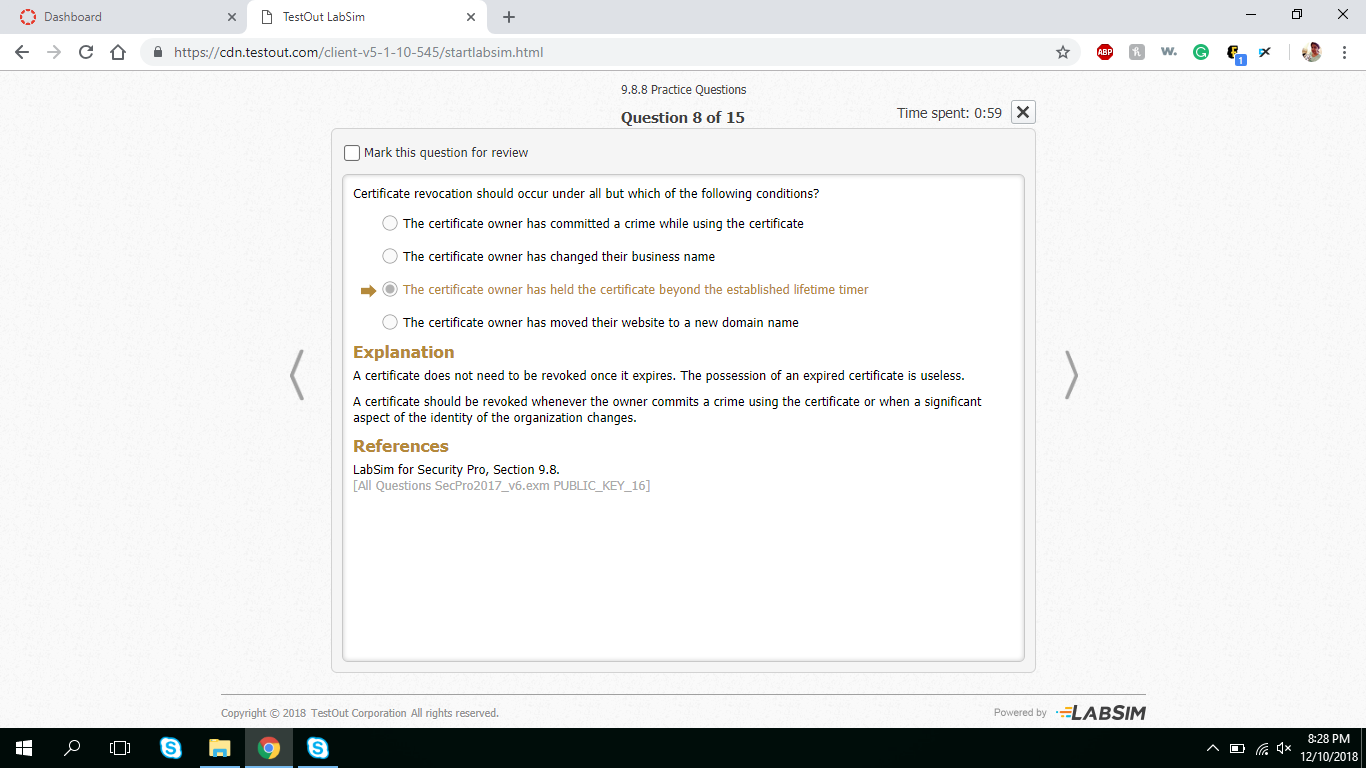 Dashboard
TestOut LabSim
https://cdn.testout.com/client-v5-1-10-545/startlabsim.html
ABP
w.
1
9.8.8 Practice Questions
Question 8 of 15
Time spent: 0:59
Mark this question for review
Certificate revocation should occur under all but which of the following conditions?
The certificate owner has committed a crime while using the certificate
The certificate owner has changed their business name
The certificate owner has held the certificate beyond the established lifetime timer
The certificate owner has moved their website to a new domain name
Explanation
A certificate does not need to be revoked once it expires. The possession of an expired certificate is useless.
A certificate should be revoked whenever the owner commits a crime using the certificate or when a significant
aspect of the identity of the organization changes.
References
LabSim for Security Pro, Section 9.8.
[All Questions SecPro2017_v6.exm PUBLIC_KEY_16]
Copyright © 2018 TestOut Corporation All rights reserved.
Powered by LABSIM
8:28 PM
12/10/2018